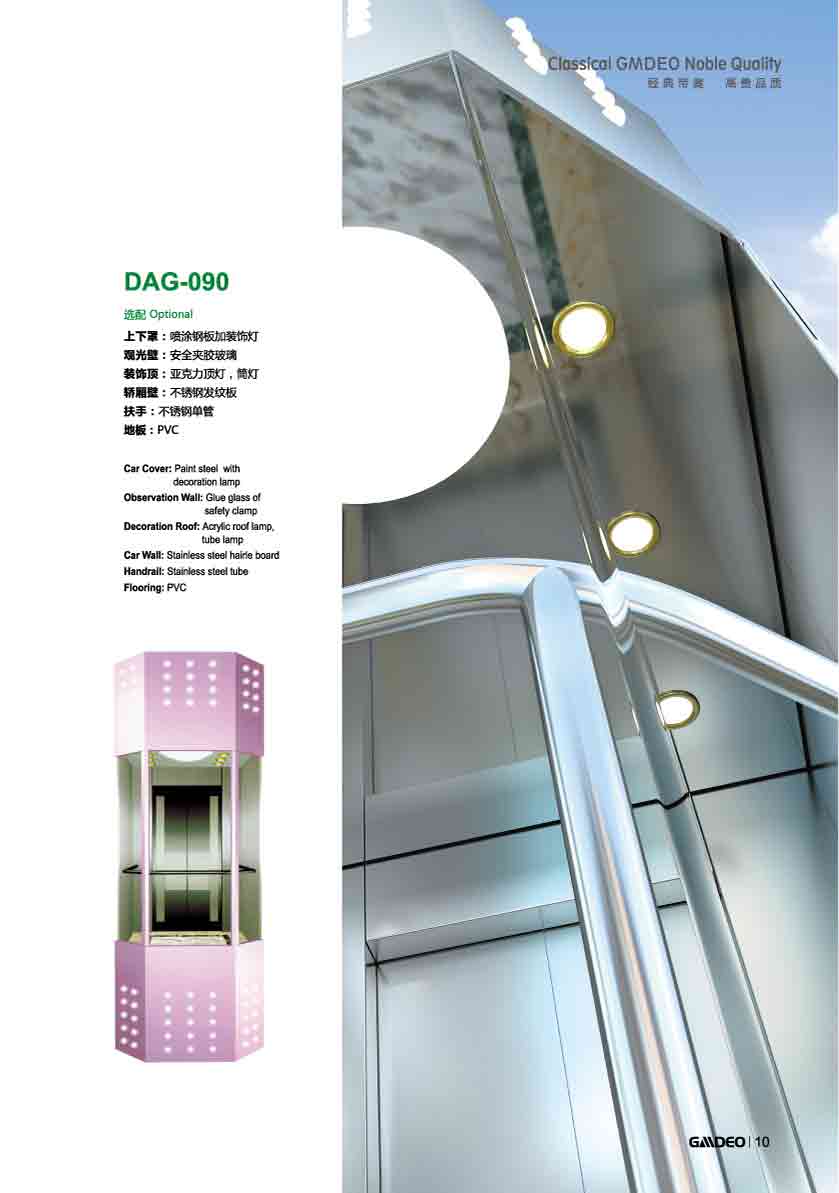 Classical GMDEO Noble Quality
经典帝奥 高贵品质
DAG-090
选配 Optional
上下罩：喷涂钢板加装饰灯
观光壁：安全夹胶玻璃
装饰顶：亚克力顶灯，筒灯
轿厢壁：不锈钢发纹板
扶手：不锈钢单管
地板：PVC
Car Cover: Paint steel with
decoration lamp
Observation Wall: Glue glass of
safety clamp
Decoration Roof: Acrylic roof lamp,
tube lamp
Car Wall: Stainless steel hairle board
Handrail: Stainless steel tube
Flooring: PVC
GMDEO | 10